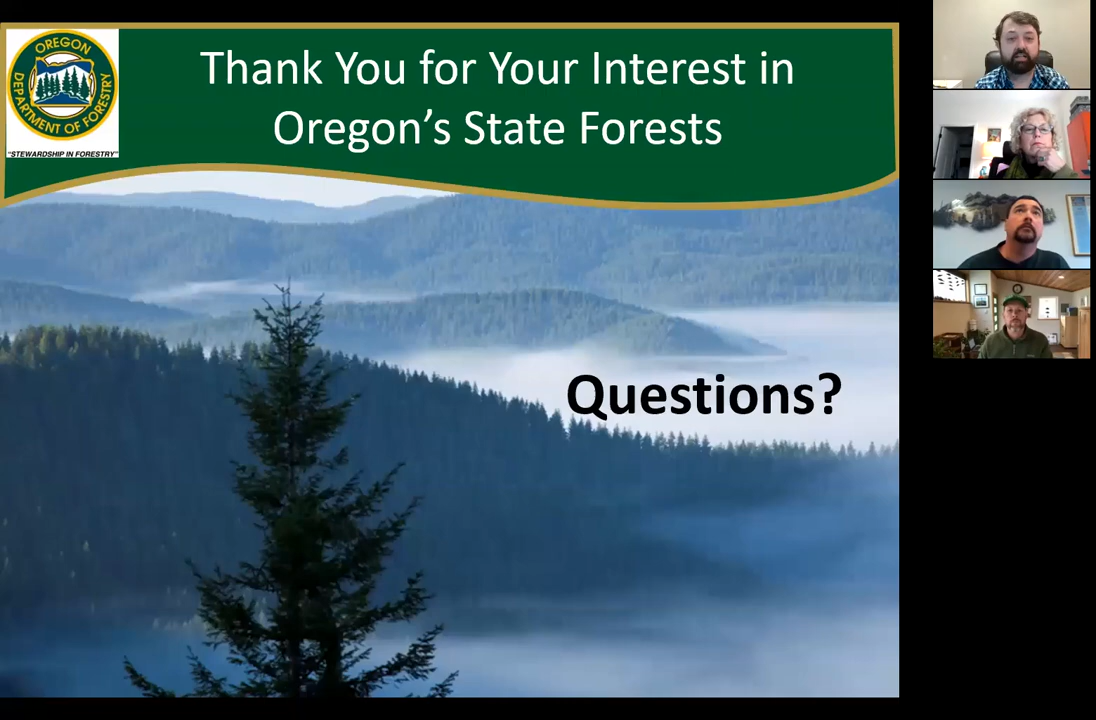 OREGON
DEPARTMENT OF FORESTRY
"STEWARDSHIP IN FORESTRY"
Thank You for Your Interest in
Oregon's State Forests
Questions?